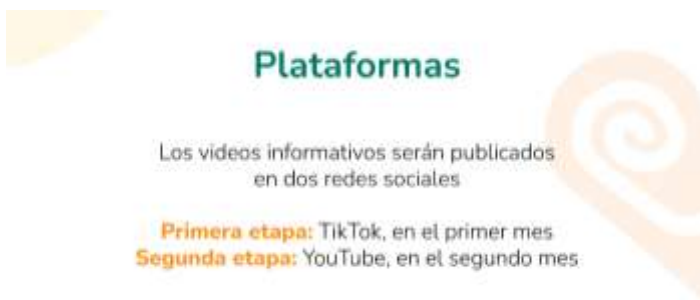 Plataformas
Los videos informativos serán publicados
en dos redes sociales
Primera etapa: TikTok, en el primer mes
Segunda etapa: YouTube, en el segundo mes